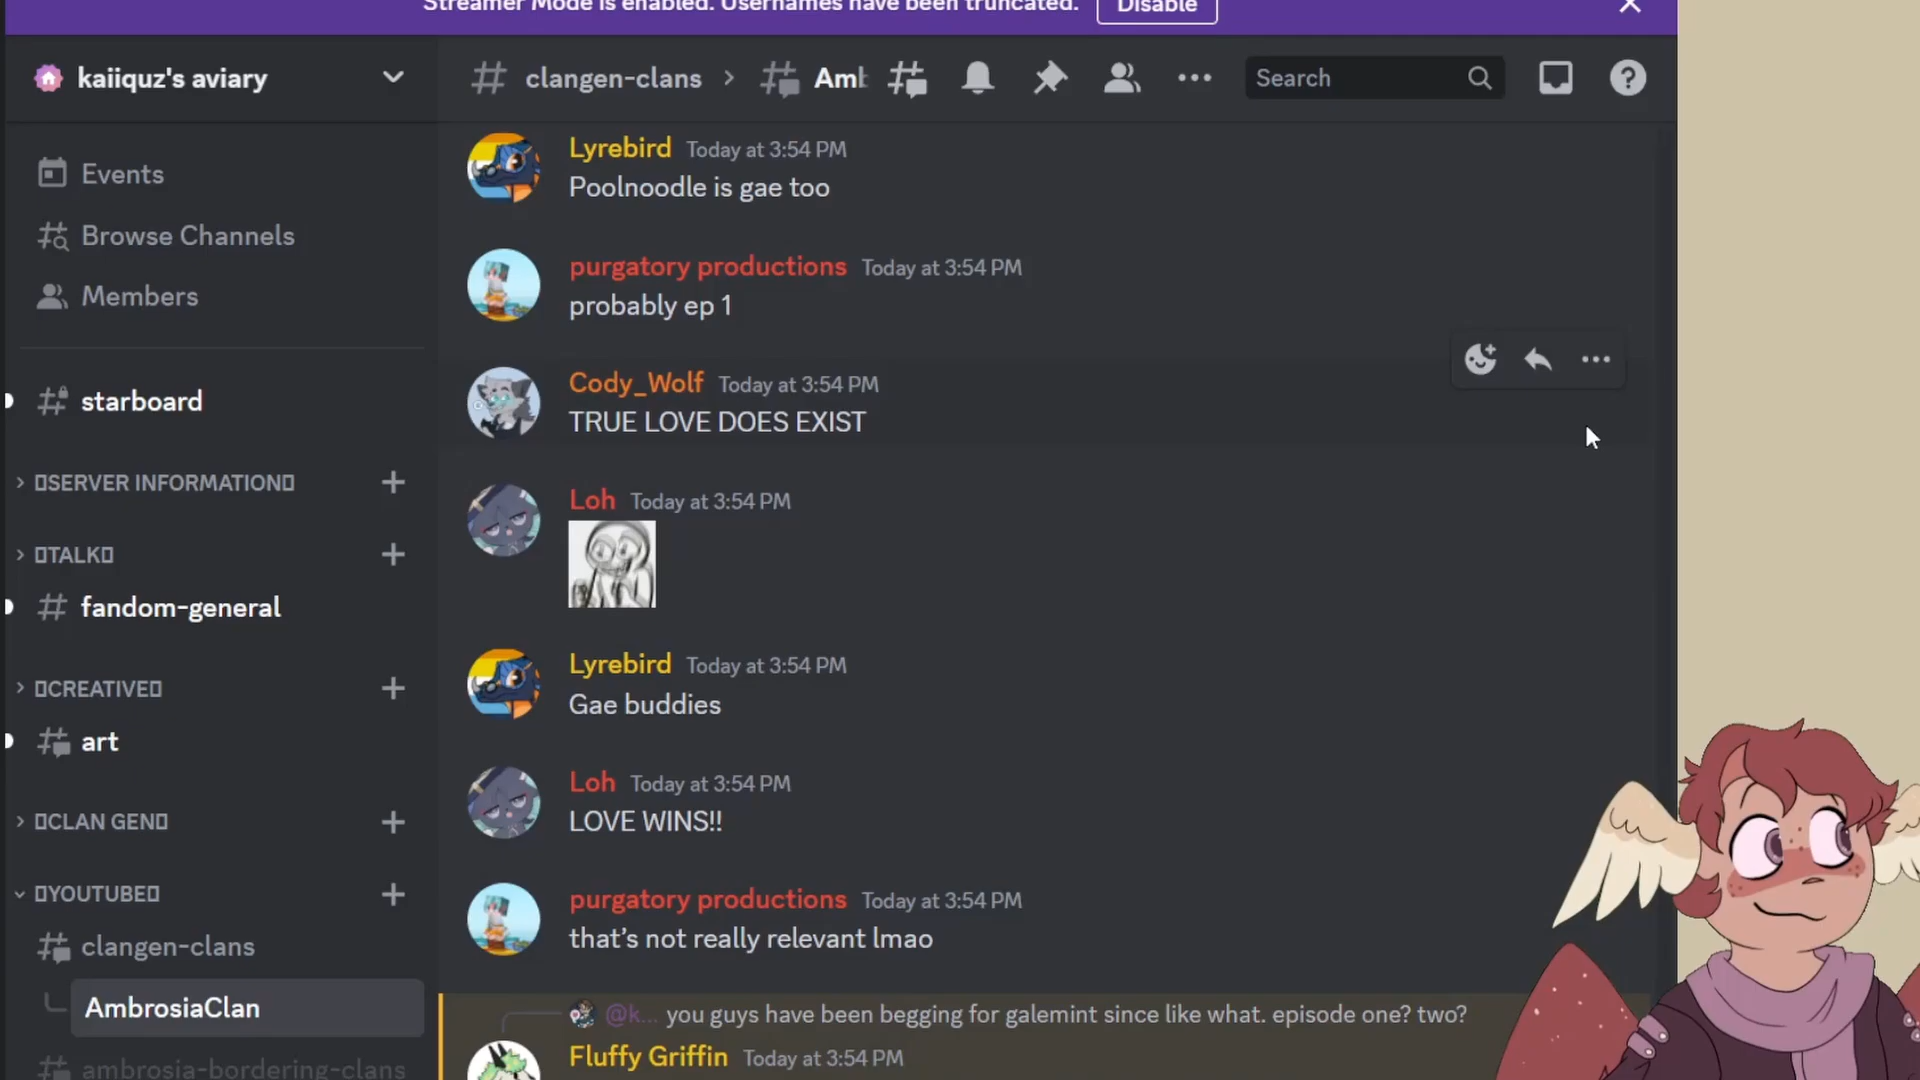 Streamer Mode is enabled. Usernames have been truncated.
Disable
kaiiquz's aviary
clangen-clans
Amb
Search
Events
Browse Channels
Members
starboard
SERVER INFORMATION
TALK
fandom-general
CREATIVE
art
CLAN GEN
YOUTUBE
clangen-clans
AmbrosiaClan
ambrosia-bordering-clans
Lyrebird Today at 3:54 PM
Poolnoodle is gae too
purgatory productions Today at 3:54 PM
probably ep 1
Cody_Wolf Today at 3:54 PM
TRUE LOVE DOES EXIST
Loh Today at 3:54 PM
Lyrebird Today at 3:54 PM
Gae buddies
Loh Today at 3:54 PM
LOVE WINS!!
purgatory productions Today at 3:54 PM
that's not really relevant lmao
@k... you guys have been begging for galemint since like what. episode one? two?
Fluffy Griffin Today at 3:54 PM